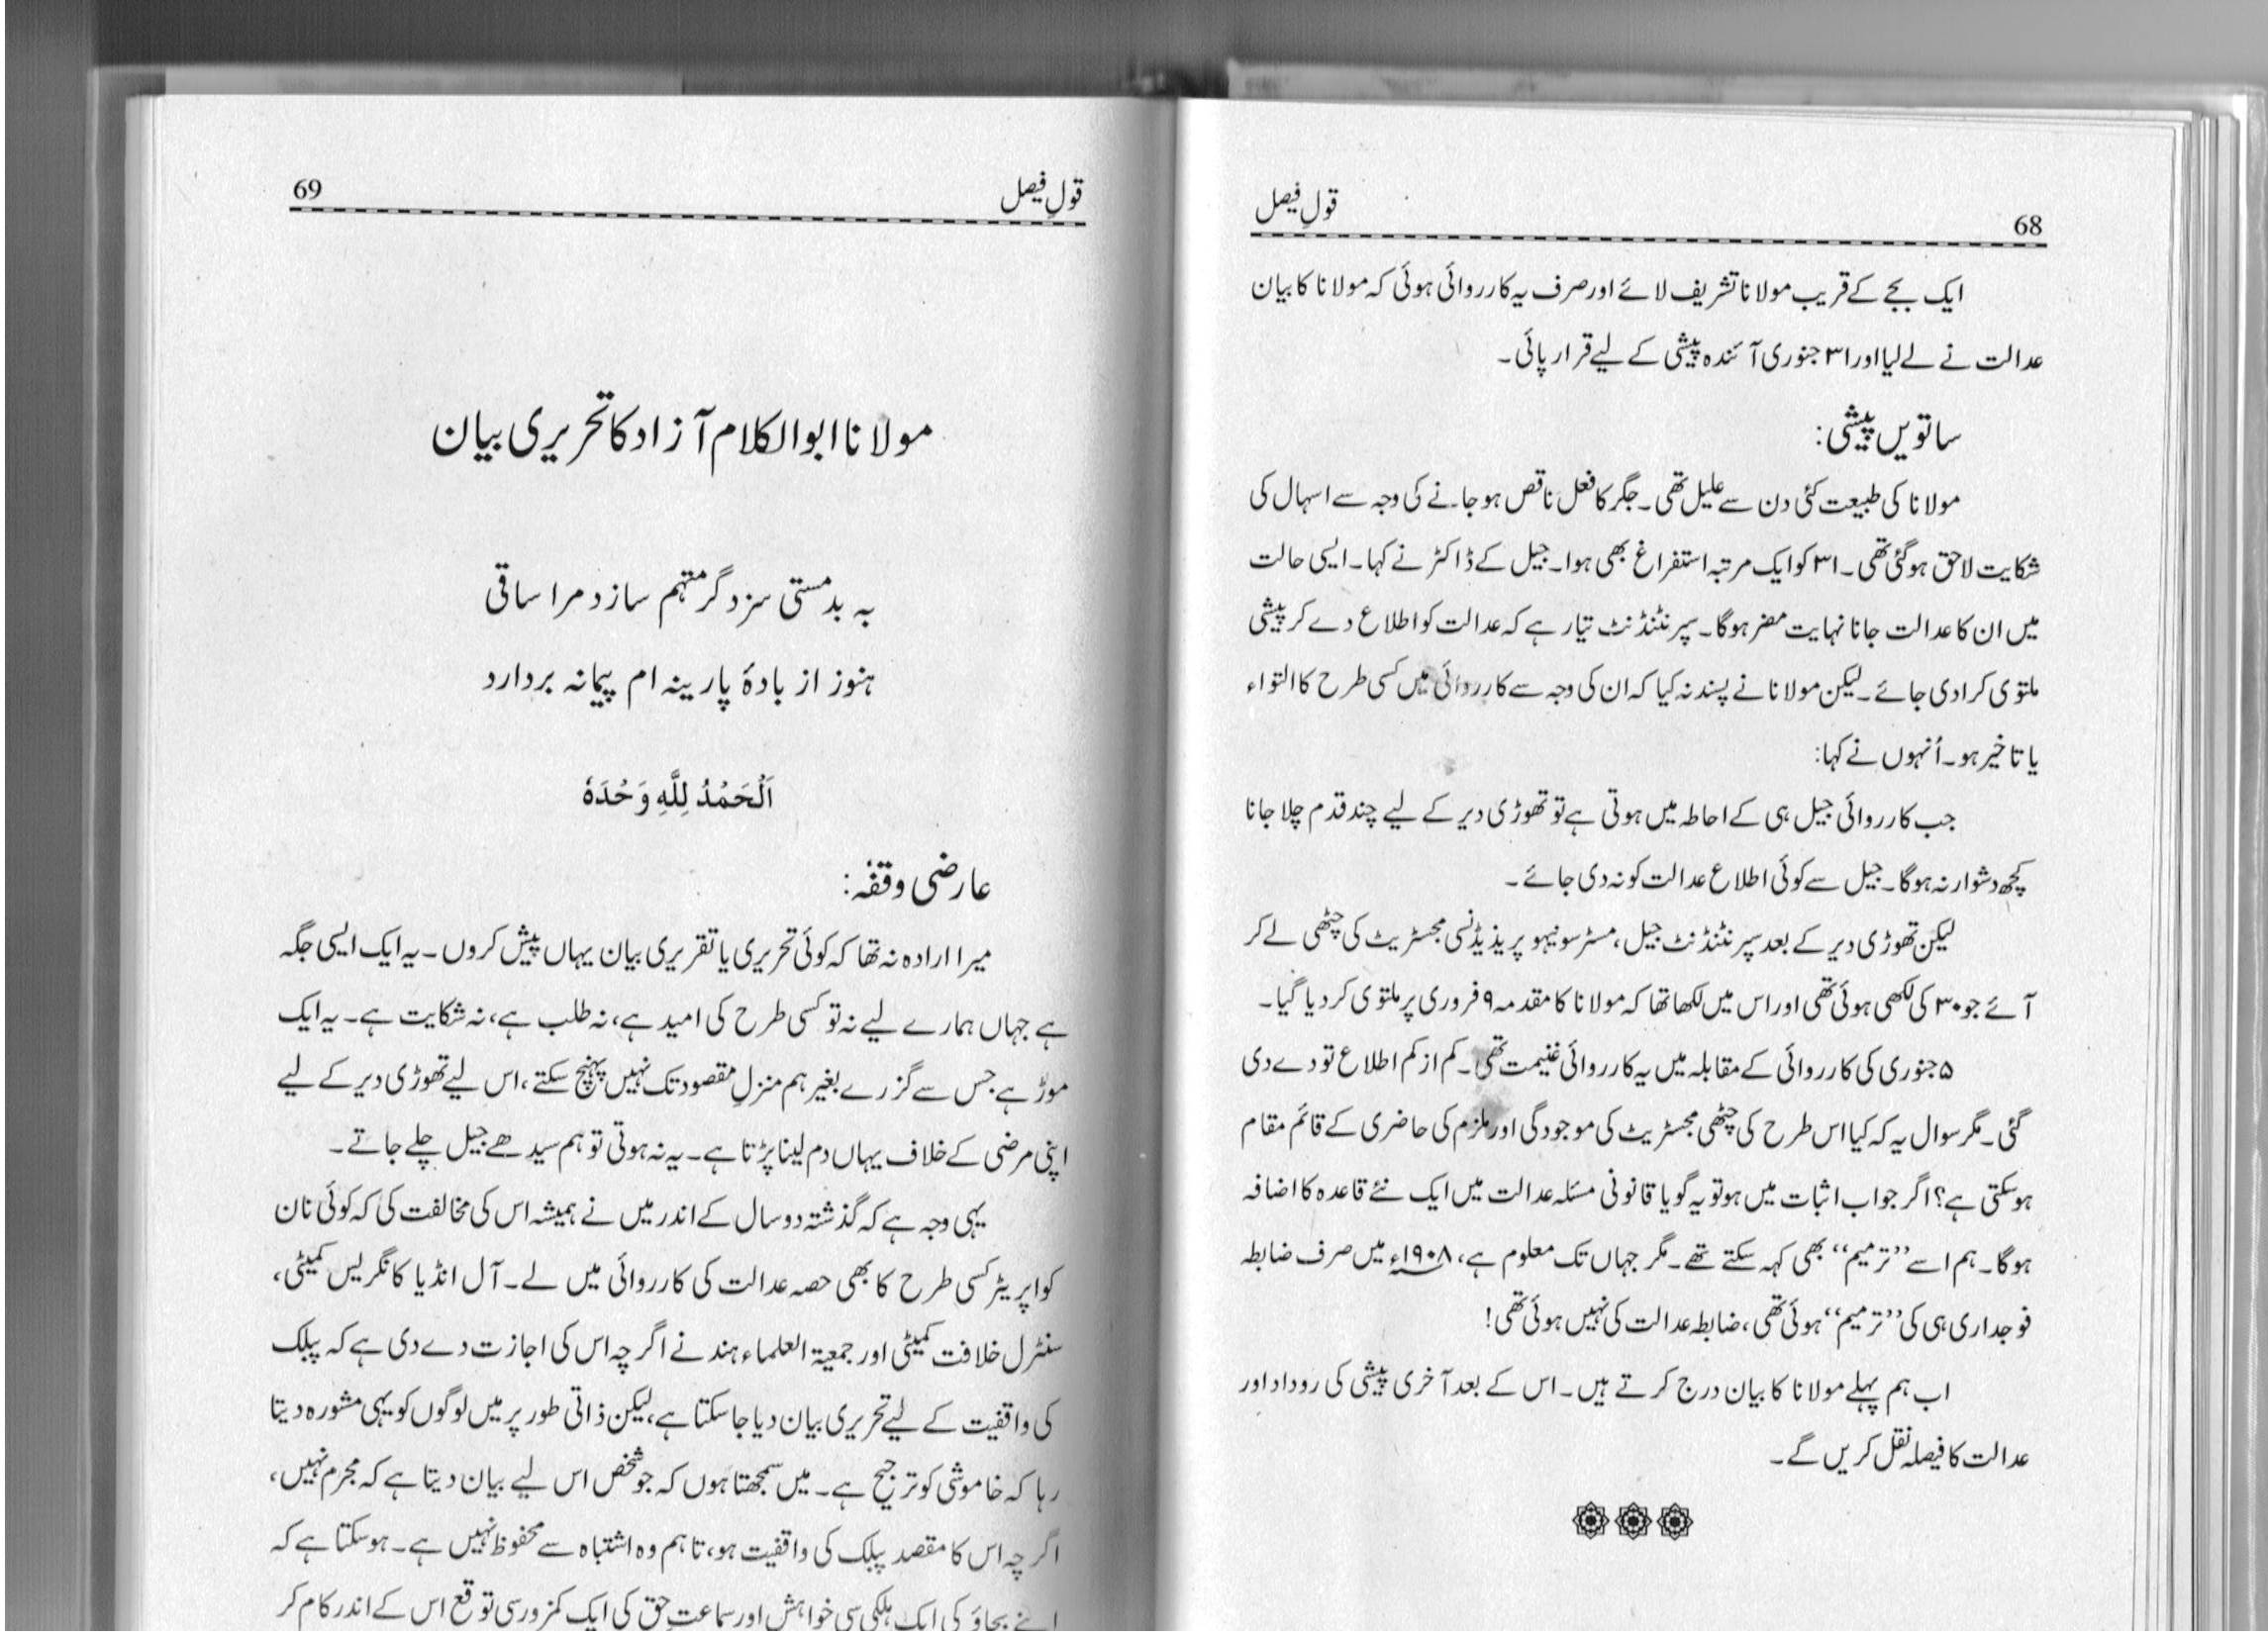 68
قولِ فیصل
ایک بجے کے قریب مولانا تشریف لائے اور صرف یہ کارروائی ہوئی کہ مولانا کا بیان
عدالت نے لے لیا اور ۳۱ جنوری آئندہ پیشی کے لیے قرار پائی۔
ساتویں پیشی:
مولانا کی طبیعت کئی دن سے علیل تھی۔ جگر کا فعل ناقص ہو جانے کی وجہ سے اسہال کی
شکایت لاحق ہوگئی تھی۔ ۳۱ کو ایک مرتبہ استفراغ بھی ہوا۔ جیل کے ڈاکٹر نے کہا۔ ایسی حالت
میں ان کا عدالت جانا نہایت مضر ہوگا۔ سپرنٹنڈنٹ تیار ہے کہ عدالت کو اطلاع دے کر پیشی
ملتوی کرا دی جائے۔ لیکن مولانا نے پسند نہ کیا کہ ان کی وجہ سے کارروائی میں کسی طرح کا التواء
یا تاخیر ہو۔ اُنہوں نے کہا:
جب کارروائی جیل ہی کے احاطہ میں ہوتی ہے تو تھوڑی دیر کے لیے چند قدم چلا جانا
کچھ دشوار نہ ہوگا۔ جیل سے کوئی اطلاع عدالت کو نہ دی جائے۔
لیکن تھوڑی دیر کے بعد سپرنٹنڈنٹ جیل، مسٹر سونیہو پریذیڈنسی مجسٹریٹ کی چٹھی لے کر
آئے جو ۳۰ کی لکھی ہوئی تھی اور اس میں لکھا تھا کہ مولانا کا مقدمہ ۹ فروری پر ملتوی کر دیا گیا۔
۵ جنوری کی کارروائی کے مقابلہ میں یہ کارروائی غنیمت تھی۔ کم از کم اطلاع تو دے دی
گئی۔ مگر سوال یہ کہ کیا اس طرح کی چٹھی مجسٹریٹ کی موجودگی اور ملزم کی حاضری کے قائم مقام
ہوسکتی ہے؟ اگر جواب اثبات میں ہو تو یہ گویا قانونی مسئلہ عدالت میں ایک نئے قاعدہ کا اضافہ
ہوگا۔ ہم اسے ’’ترمیم‘‘ بھی کہہ سکتے تھے۔ مگر جہاں تک معلوم ہے، ۱۹۰۸ء میں صرف ضابطہ
فوجداری ہی کی ’’ترمیم‘‘ ہوئی تھی، ضابطہ عدالت کی نہیں ہوئی تھی!
اب ہم پہلے مولانا کا بیان درج کرتے ہیں۔ اس کے بعد آخری پیشی کی روداد اور
عدالت کا فیصلہ نقل کریں گے۔
قولِ فیصل
69
مولانا ابوالکلام آزاد کا تحریری بیان
بہ بدمستی سزد گر متہم سازد مرا ساقی
ہنوز از بادۂ پارینہ ام پیمانہ بردارد
اَلْحَمْدُ لِلَّهِ وَحْدَهٗ
عارضی وقفہ:
میرا ارادہ نہ تھا کہ کوئی تحریری یا تقریری بیان یہاں پیش کروں۔ یہ ایک ایسی جگہ
ہے جہاں ہمارے لیے نہ تو کسی طرح کی امید ہے، نہ طلب ہے، نہ شکایت ہے۔ یہ ایک
موڑ ہے جس سے گزرے بغیر ہم منزلِ مقصود تک نہیں پہنچ سکتے، اس لیے تھوڑی دیر کے لیے
اپنی مرضی کے خلاف یہاں دم لینا پڑتا ہے۔ یہ نہ ہوتی تو ہم سیدھے جیل چلے جاتے۔
یہی وجہ ہے کہ گذشتہ دو سال کے اندر میں نے ہمیشہ اس کی مخالفت کی کہ کوئی نان
کوا پریٹر کسی طرح کا بھی حصہ عدالت کی کارروائی میں لے۔ آل انڈیا کانگریس کمیٹی،
سنٹرل خلافت کمیٹی اور جمعیۃ العلماء ہند نے اگرچہ اس کی اجازت دے دی ہے کہ پبلک
کی واقفیت کے لیے تحریری بیان دیا جا سکتا ہے، لیکن ذاتی طور پر میں لوگوں کو یہی مشورہ دیتا
رہا کہ خاموشی کو ترجیح ہے۔ میں سمجھتا ہوں کہ جو شخص اس لیے بیان دیتا ہے کہ مجرم نہیں،
اگرچہ اس کا مقصد پبلک کی واقفیت ہو، تاہم وہ اشتباہ سے محفوظ نہیں ہے۔ ہوسکتا ہے کہ
اپنے بچاؤ کی ایک ہلکی سی خواہش اور سماعتِ حق کی ایک کمزور سی توقع اس کے اندر کام کر